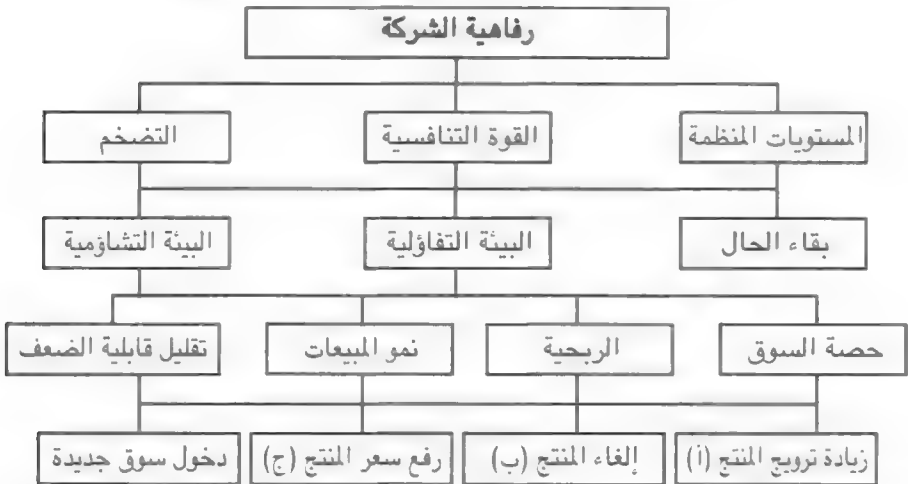 رفاهية الشركة
المستويات المنظمة
القوة التنافسية
التضخم
بقاء الحال
البيئة التفاؤلية
البيئة التشاؤمية
حصة السوق
الربحية
نمو المبيعات
تقليل قابلية الضعف
زيادة ترويج المنتج (أ)
إلغاء المنتج (ب)
رفع سعر المنتج (ج)
دخول سوق جديدة